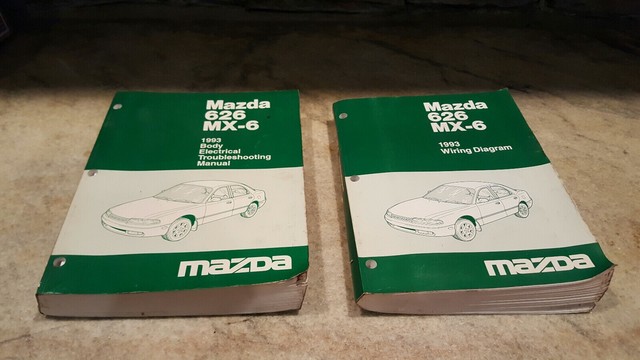 Mazda
626
MX-6
1993
Body
Electrical
Troubleshooting
Manual
mazda
Mazda
626
MX-6
1993
Wiring Diagram
mazda